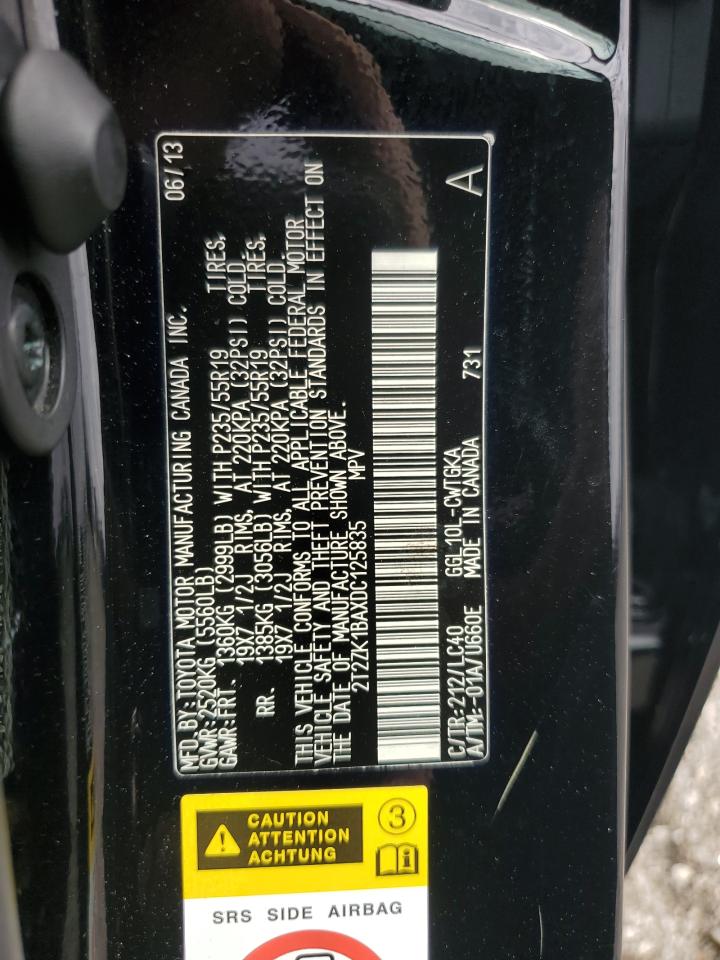 MFD.BY:TOYOTA MOTOR MANUFACTURING CANADA INC. 06/13
GVWR:2520KG(5560LB)
GAWR:FRT. 1360KG(2999LB)WITH P235/55R19 TIRES,
19X7 1/2J RIMS, AT 220KPA(32PSI) COLD.
RR. 1385KG(3056LB)WITH P235/55R19 TIRES,
19X7 1/2J RIMS, AT 220KPA(32PSI) COLD.
THIS VEHICLE CONFORMS TO ALL APPLICABLE FEDERAL MOTOR
VEHICLE SAFETY AND THEFT PREVENTION STANDARDS IN EFFECT ON
THE DATE OF MANUFACTURE SHOWN ABOVE.
2T2ZK1BAXDC125835 MPV
C/TR:212/LC40 GGL10L-CWTGKA
A/TM:-01A/U660E MADE IN CANADA 731 A
CAUTION
ATTENTION
ACHTUNG
3
i
SRS SIDE AIRBAG